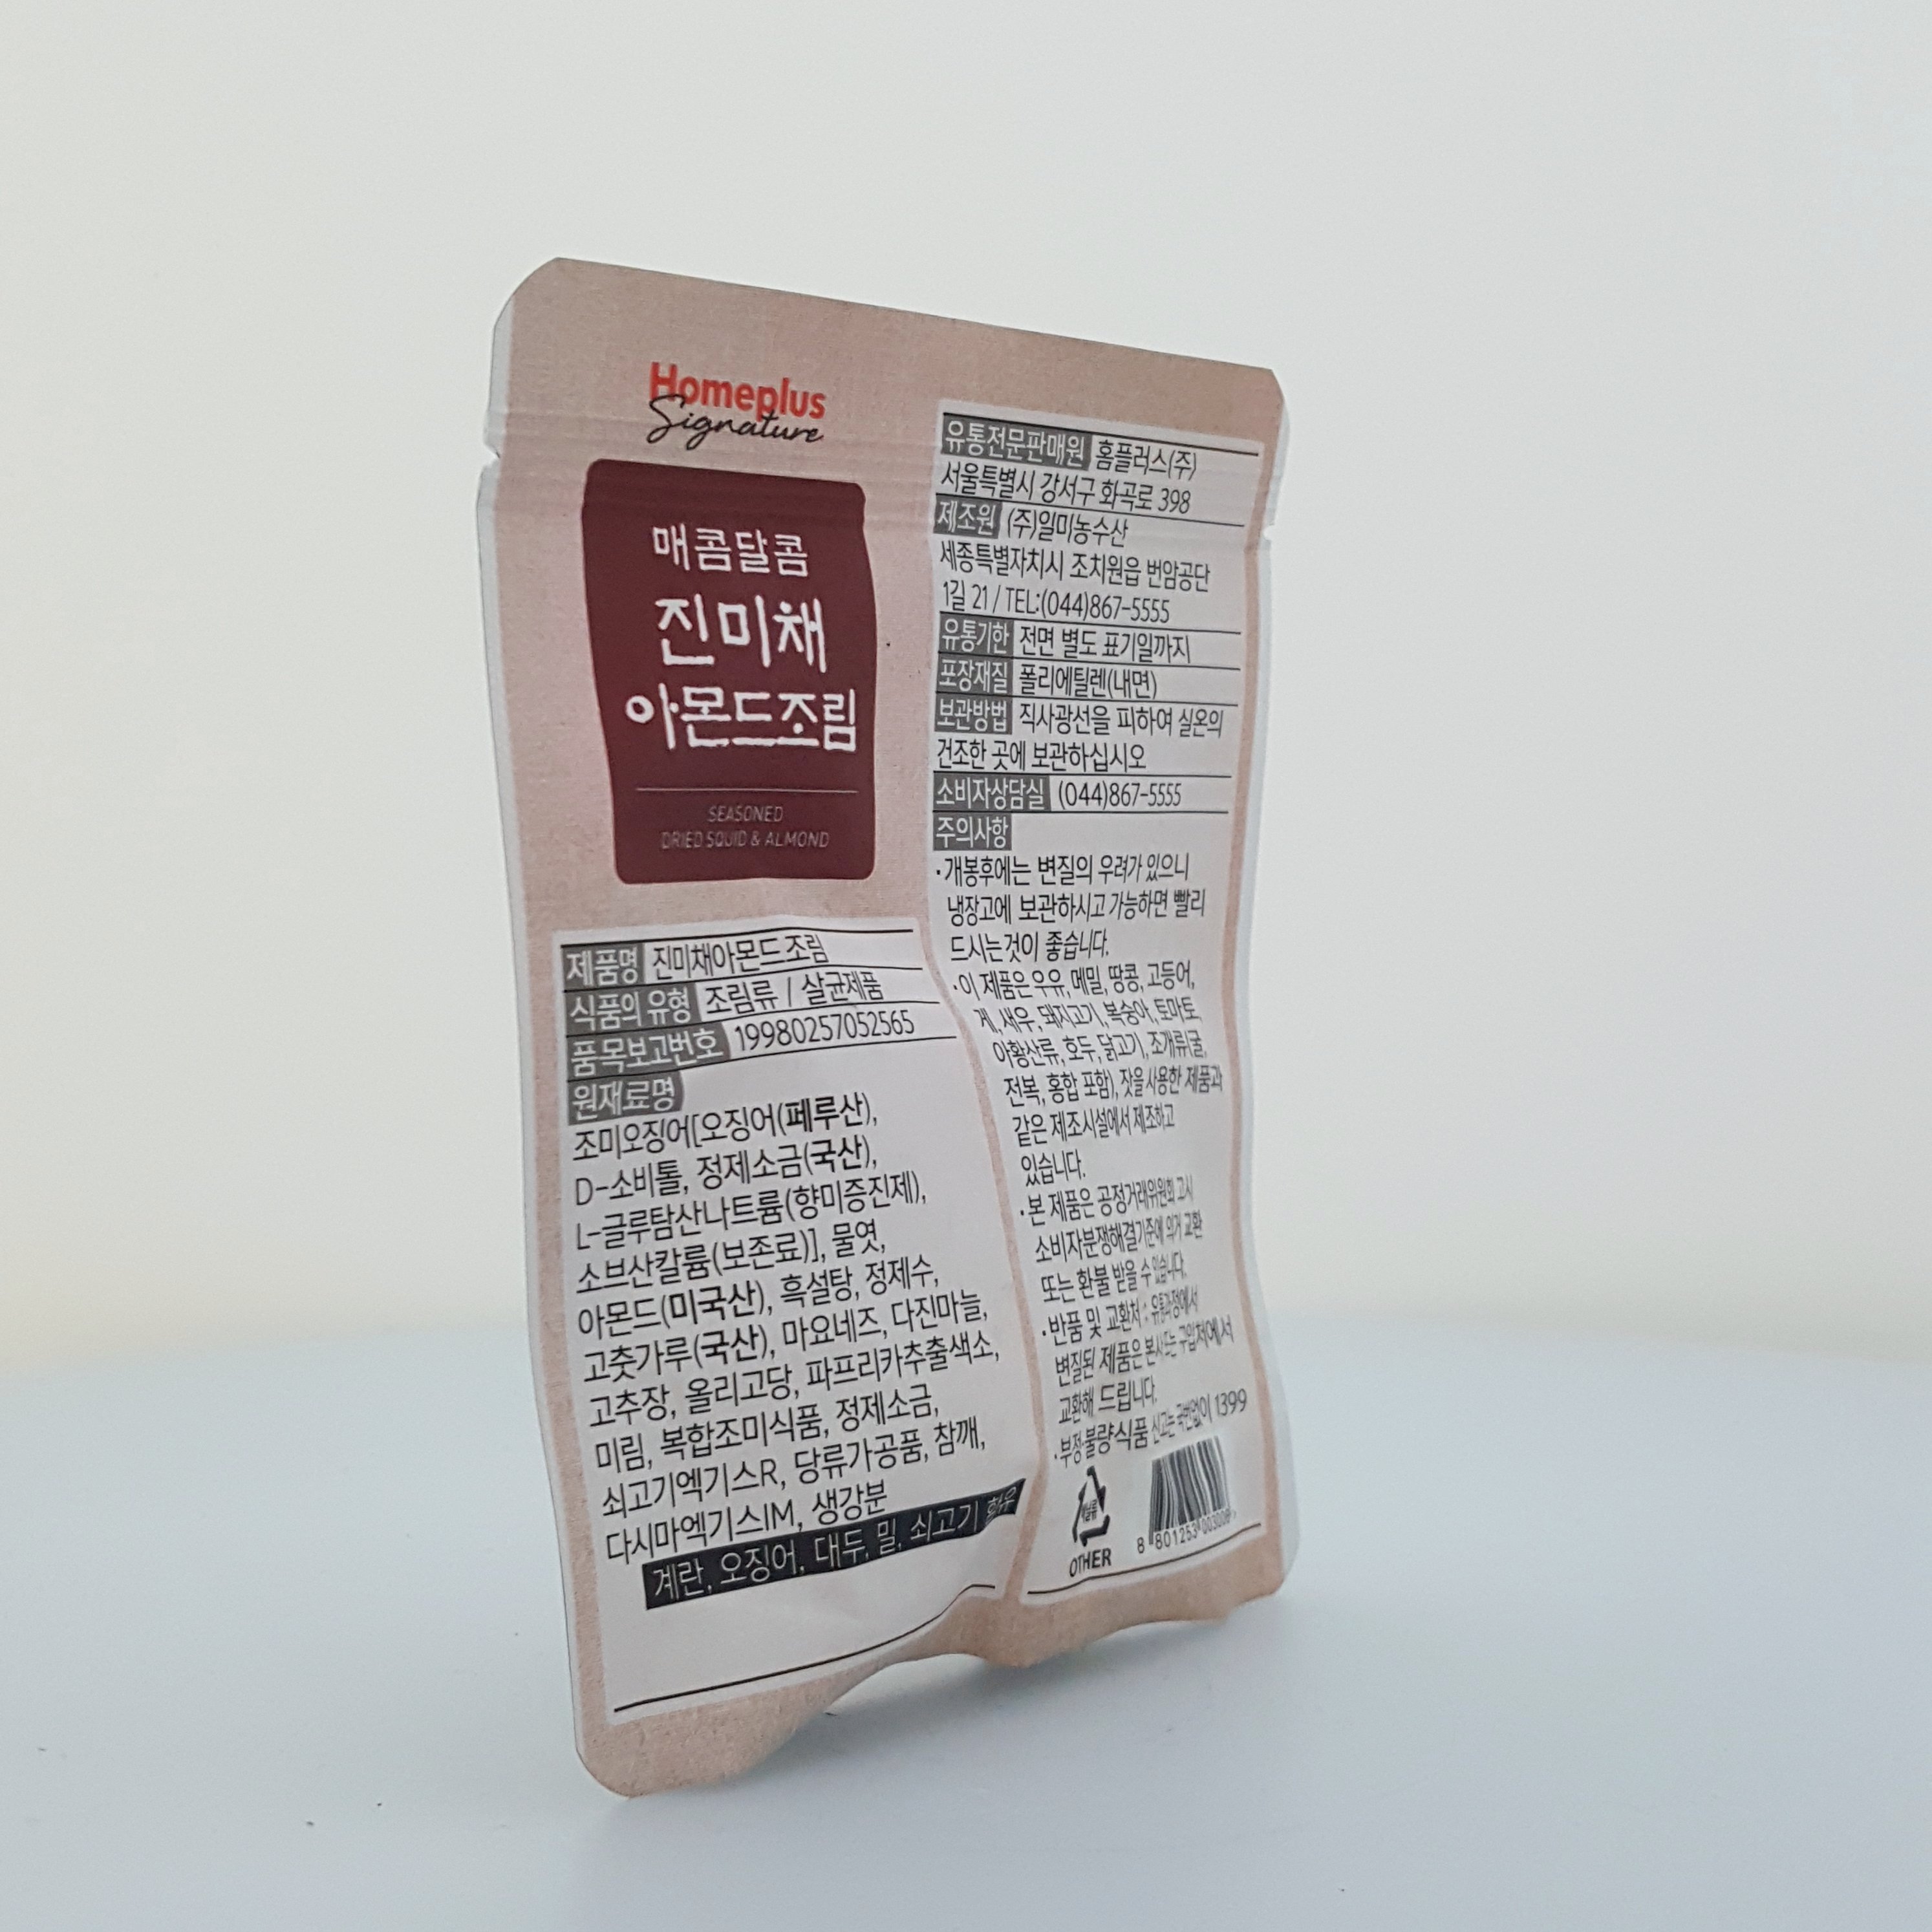 Homeplus
Signature
매콤달콤
진미채
아몬드조림
SEASONED
DRIED SQUID & ALMOND
제품명 진미채아몬드조림
식품의 유형 조림류 / 살균제품
품목보고번호 19980257052565
원재료명
조미오징어[오징어(페루산),
D-소비톨, 정제소금(국산),
L-글루탐산나트륨(향미증진제),
소브산칼륨(보존료)], 물엿,
아몬드(미국산), 흑설탕, 정제수,
고춧가루(국산), 마요네즈, 다진마늘,
고추장, 올리고당, 파프리카추출색소,
미림, 복합조미식품, 정제소금,
쇠고기엑기스R, 당류가공품, 참깨,
다시마엑기스IM, 생강분
계란, 오징어, 대두, 밀, 쇠고기 함유
유통전문판매원 홈플러스(주)
서울특별시 강서구 화곡로 398
제조원 (주)일미농수산
세종특별자치시 조치원읍 번암공단
1길 21 / TEL:(044)867-5555
유통기한 전면 별도 표기일까지
포장재질 폴리에틸렌(내면)
보관방법 직사광선을 피하여 실온의
건조한 곳에 보관하십시오
소비자상담실 (044)867-5555
주의사항
·개봉후에는 변질의 우려가 있으니
냉장고에 보관하시고 가능하면 빨리
드시는것이 좋습니다.
·이 제품은 우유, 메밀, 땅콩, 고등어,
게, 새우, 돼지고기, 복숭아, 토마토,
아황산류, 호두, 닭고기, 조개류(굴,
전복, 홍합 포함), 잣을 사용한 제품과
같은 제조시설에서 제조하고
있습니다.
·본 제품은 공정거래위원회 고시
소비자분쟁해결기준에 의거 교환
또는 환불 받을 수 있습니다.
·반품 및 교환처 : 유통과정에서
변질된 제품은 본사또는 구입처에서
교환해 드립니다.
·부정·불량식품 신고는 국번없이 1399
비닐류
OTHER
8 801253 003008